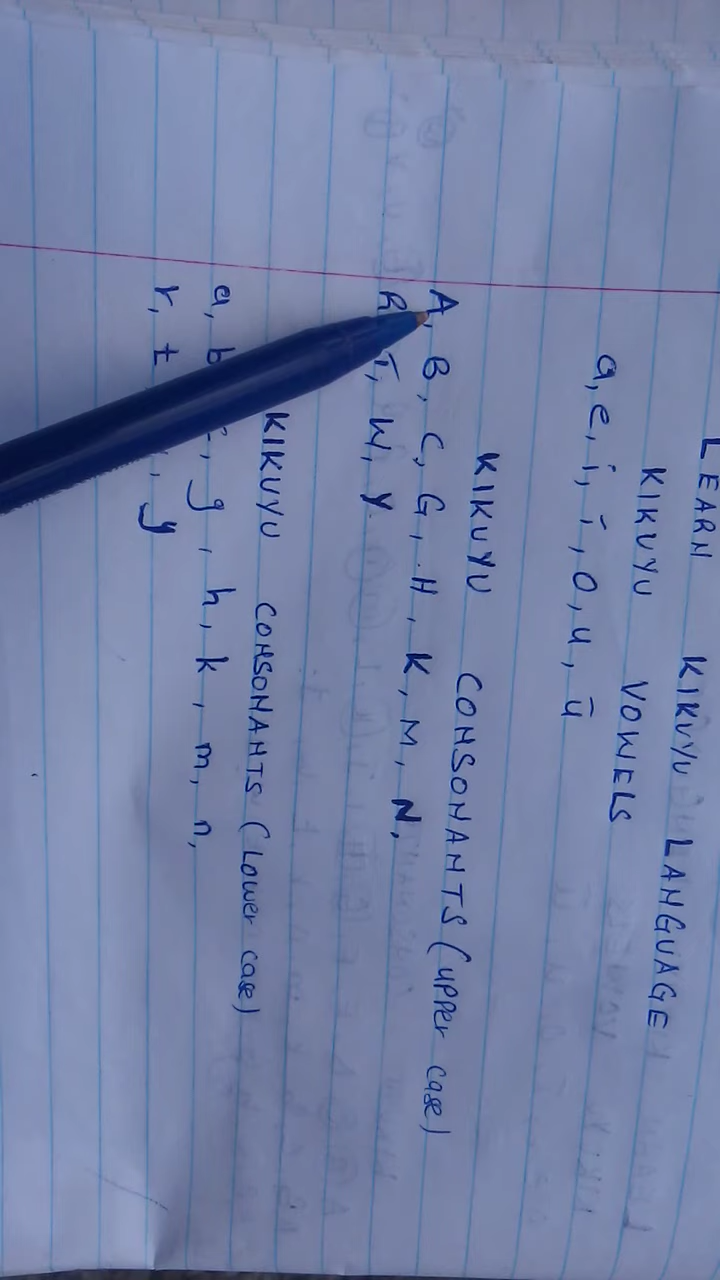 LEARN KIKUYU LANGUAGE
KIKUYU VOWELS
a, e, i, ī, o, u, ū
KIKUYU CONSONANTS (upper case)
A, B, C, G, H, K, M, N,
R, T, W, Y
KIKUYU CONSONANTS (Lower case)
a, b, c, g, h, k, m, n,
r, t, , y